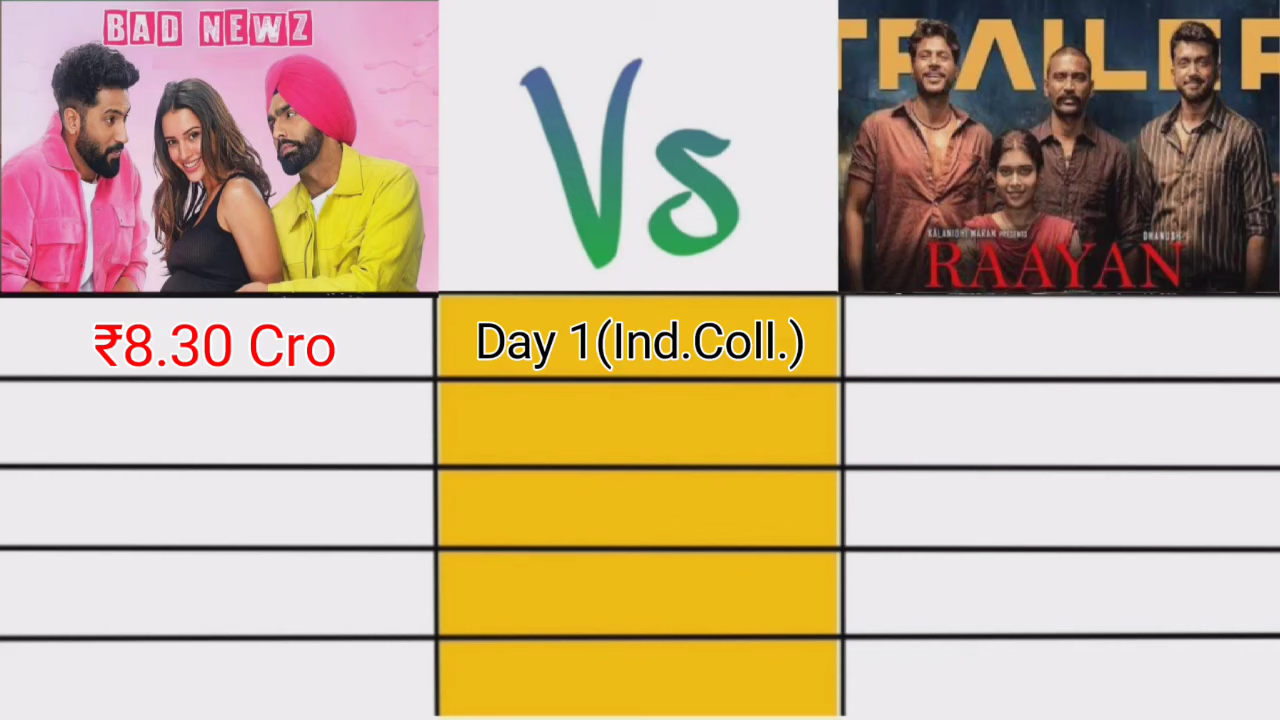 BAD NEWZ
Vs
TRAILER
KALANIDHI MARAN PRESENTS
DHANUSH'S
RAAYAN
₹8.30 Cro
Day 1(Ind.Coll.)